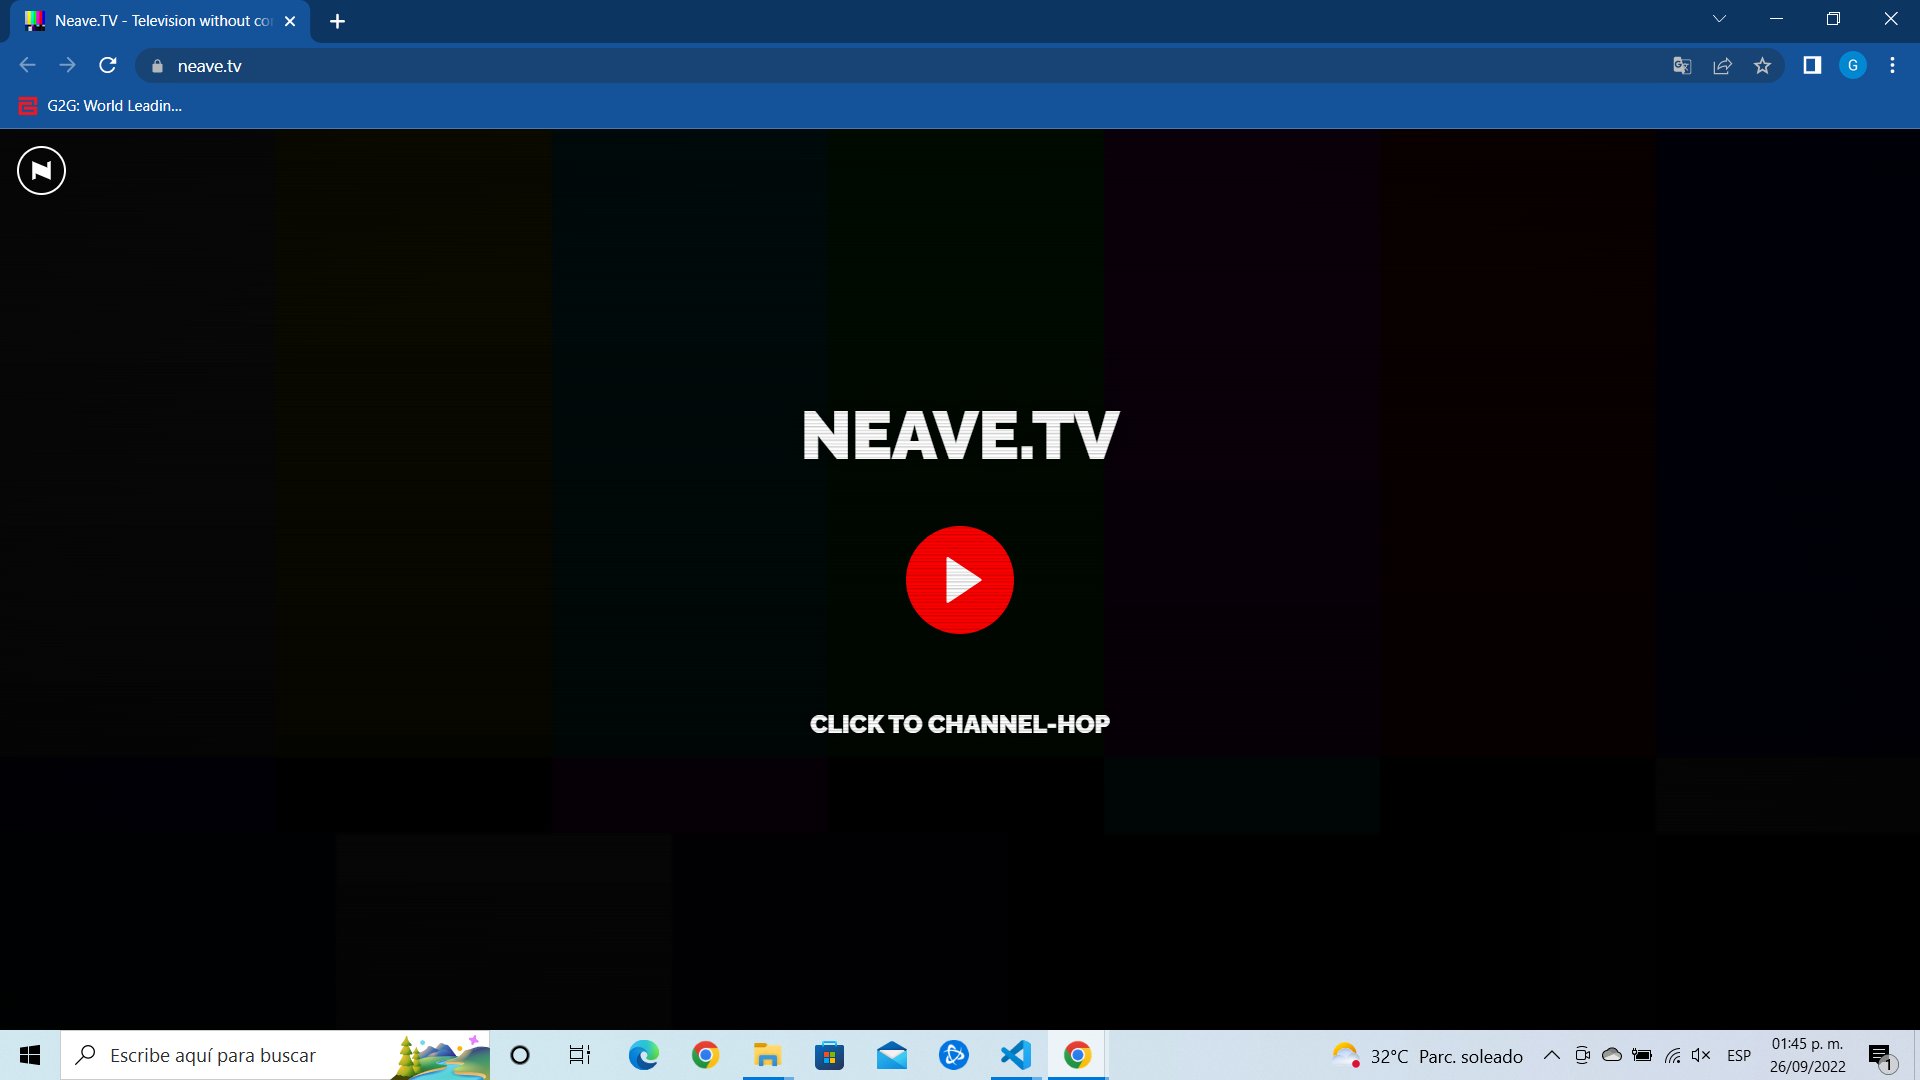 Neave.TV - Television without co
neave.tv
G
G2G: World Leadin...
NEAVE.TV
CLICK TO CHANNEL-HOP
Escribe aquí para buscar
32°C Parc. soleado
ESP
01:45 p. m.
26/09/2022
1